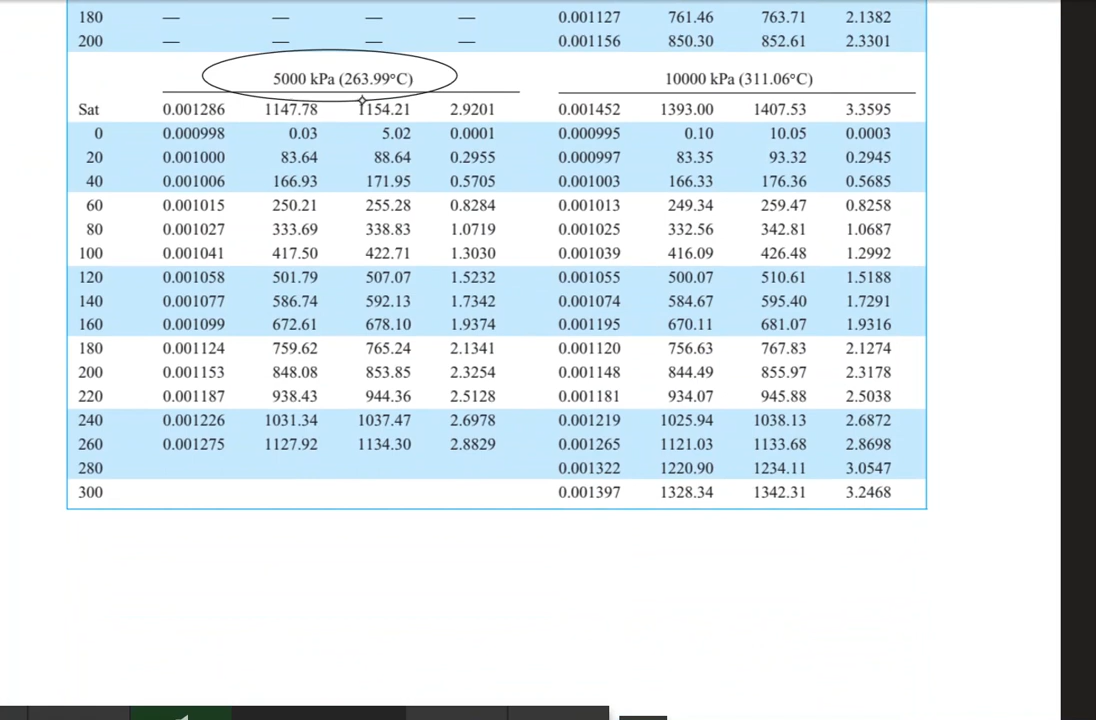 180 — — — — 0.001127 761.46 763.71 2.1382
200 — — — — 0.001156 850.30 852.61 2.3301
5000 kPa (263.99°C) 10000 kPa (311.06°C)
Sat 0.001286 1147.78 1154.21 2.9201 0.001452 1393.00 1407.53 3.3595
0 0.000998 0.03 5.02 0.0001 0.000995 0.10 10.05 0.0003
20 0.001000 83.64 88.64 0.2955 0.000997 83.35 93.32 0.2945
40 0.001006 166.93 171.95 0.5705 0.001003 166.33 176.36 0.5685
60 0.001015 250.21 255.28 0.8284 0.001013 249.34 259.47 0.8258
80 0.001027 333.69 338.83 1.0719 0.001025 332.56 342.81 1.0687
100 0.001041 417.50 422.71 1.3030 0.001039 416.09 426.48 1.2992
120 0.001058 501.79 507.07 1.5232 0.001055 500.07 510.61 1.5188
140 0.001077 586.74 592.13 1.7342 0.001074 584.67 595.40 1.7291
160 0.001099 672.61 678.10 1.9374 0.001195 670.11 681.07 1.9316
180 0.001124 759.62 765.24 2.1341 0.001120 756.63 767.83 2.1274
200 0.001153 848.08 853.85 2.3254 0.001148 844.49 855.97 2.3178
220 0.001187 938.43 944.36 2.5128 0.001181 934.07 945.88 2.5038
240 0.001226 1031.34 1037.47 2.6978 0.001219 1025.94 1038.13 2.6872
260 0.001275 1127.92 1134.30 2.8829 0.001265 1121.03 1133.68 2.8698
280 0.001322 1220.90 1234.11 3.0547
300 0.001397 1328.34 1342.31 3.2468